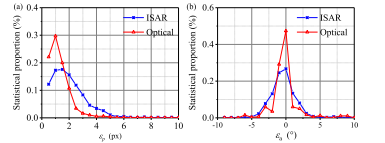 (a)
0.4
0.3
0.2
0.1
0.0
Statistical proportion (%)
ISAR
Optical
0 2 4 6 8 10
εp (px)
(b)
0.6
0.4
0.2
0.0
Statistical proportion (%)
ISAR
Optical
-10 -5 0 5 10
(°)